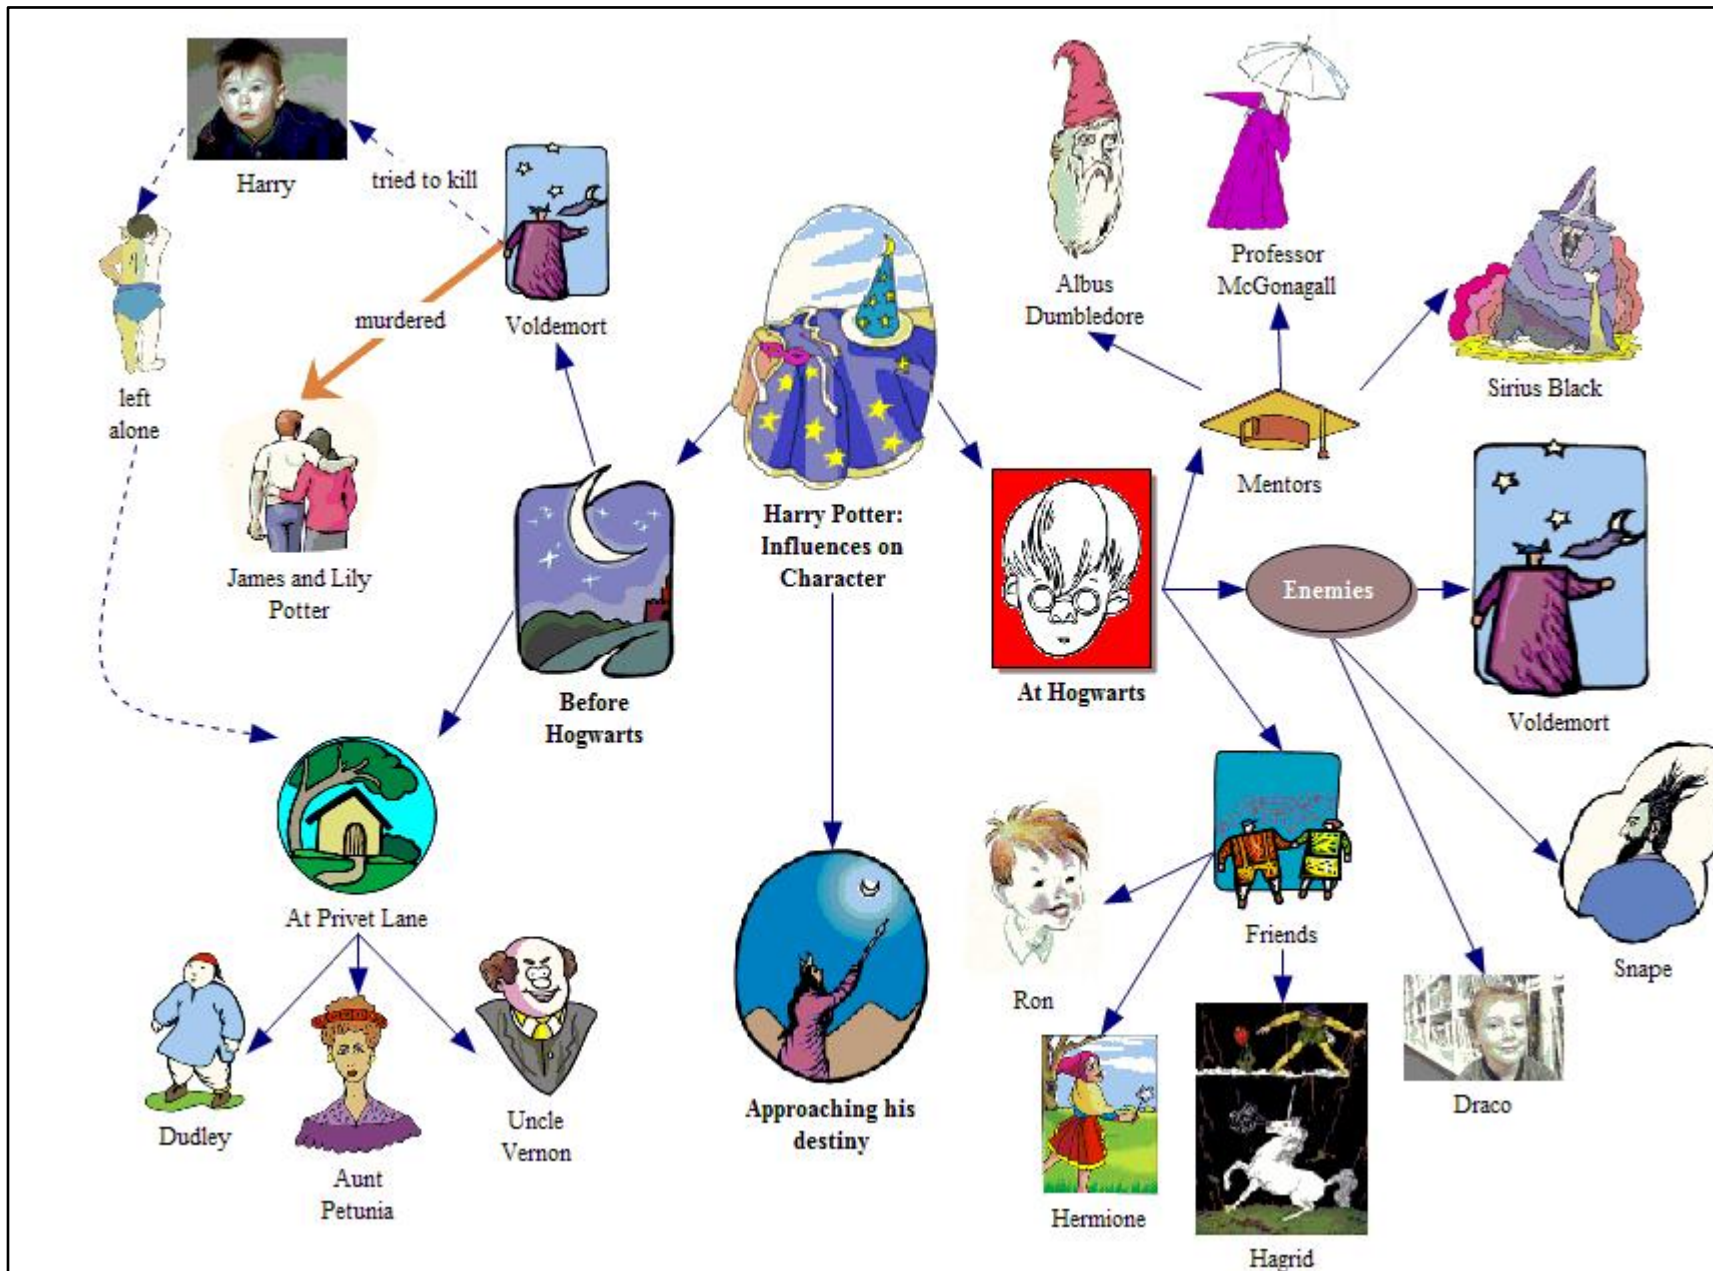 Harry
tried to kill
Voldemort
murdered
left
alone
James and Lily
Potter
Before
Hogwarts
At Privet Lane
Dudley
Aunt
Petunia
Uncle
Vernon
Harry Potter:
Influences on
Character
Approaching his
destiny
At Hogwarts
Albus
Dumbledore
Professor
McGonagall
Sirius Black
Mentors
Enemies
Voldemort
Snape
Draco
Friends
Ron
Hermione
Hagrid